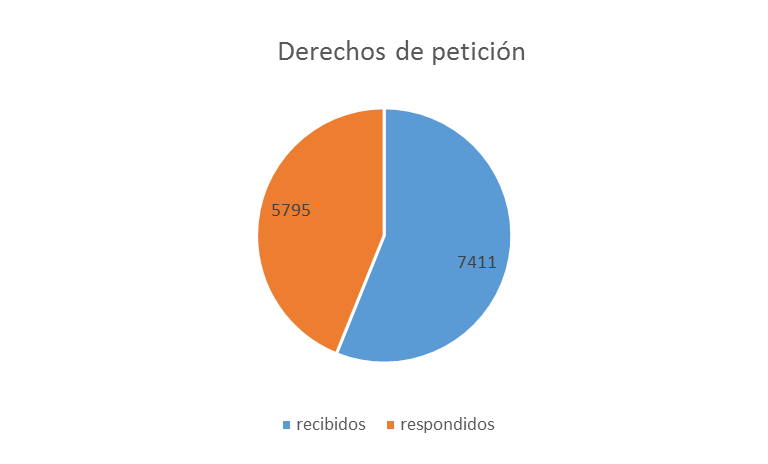 Derechos de petición
5795
7411
recibidos
respondidos